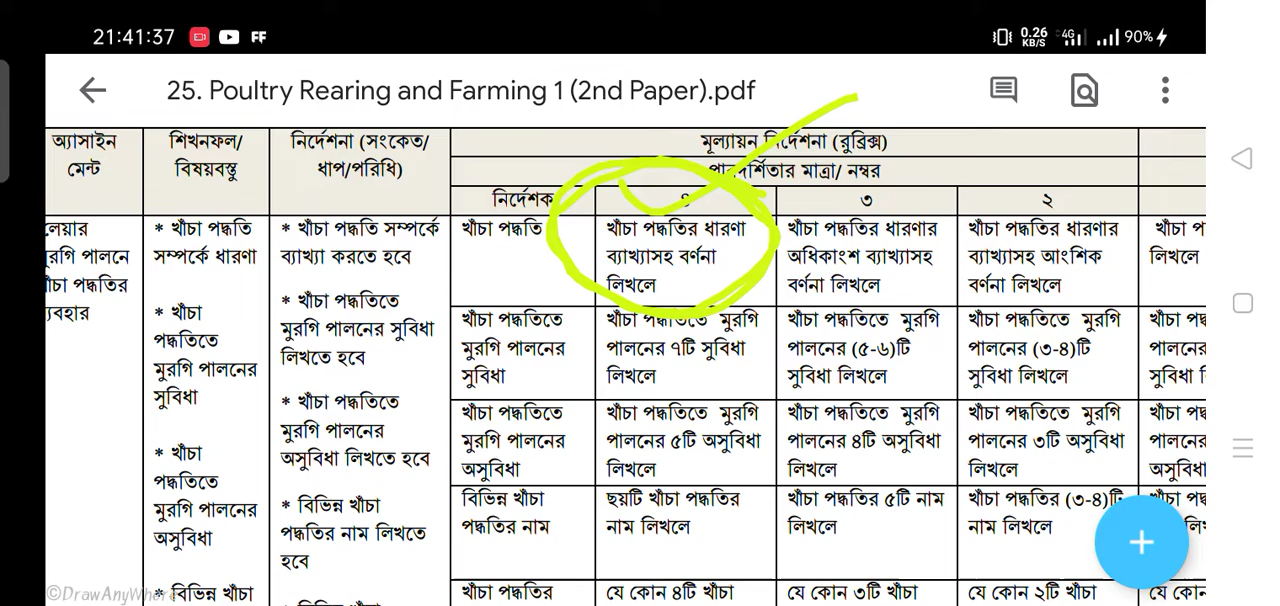 21:41:37 FF 0.26 KB/S 4G 90%
25. Poultry Rearing and Farming 1 (2nd Paper).pdf
অ্যাসাইন
মেন্ট
শিখনফল/
বিষয়বস্তু
নির্দেশনা (সংকেত/
ধাপ/পরিধি)
মূল্যায়ন নির্দেশনা (রুব্রিক্স)
পারদর্শিতার মাত্রা/ নম্বর
নির্দেশক
৩
২
লেয়ার
মুরগি পালনে
খাঁচা পদ্ধতির
ব্যবহার
* খাঁচা পদ্ধতি
সম্পর্কে ধারণা
* খাঁচা
পদ্ধতিতে
মুরগি পালনের
সুবিধা
* খাঁচা
পদ্ধতিতে
মুরগি পালনের
অসুবিধা
* বিভিন্ন খাঁচা
* খাঁচা পদ্ধতি সম্পর্কে
ব্যাখ্যা করতে হবে
* খাঁচা পদ্ধতিতে
মুরগি পালনের সুবিধা
লিখতে হবে
* খাঁচা পদ্ধতিতে
মুরগি পালনের
অসুবিধা লিখতে হবে
* বিভিন্ন খাঁচা
পদ্ধতির নাম লিখতে
হবে
খাঁচা পদ্ধতি
খাঁচা পদ্ধতির ধারণা
ব্যাখ্যাসহ বর্ণনা
লিখলে
খাঁচা পদ্ধতির ধারণার
অধিকাংশ ব্যাখ্যাসহ
বর্ণনা লিখলে
খাঁচা পদ্ধতির ধারণার
ব্যাখ্যাসহ আংশিক
বর্ণনা লিখলে
খাঁচা
লিখলে
খাঁচা পদ্ধতিতে
মুরগি পালনের
সুবিধা
খাঁচা পদ্ধতিতে মুরগি
পালনের ৭টি সুবিধা
লিখলে
খাঁচা পদ্ধতিতে মুরগি
পালনের (৫-৬)টি
সুবিধা লিখলে
খাঁচা পদ্ধতিতে মুরগি
পালনের (৩-৪)টি
সুবিধা লিখলে
খাঁচা
পালনের
সুবিধা
খাঁচা পদ্ধতিতে
মুরগি পালনের
অসুবিধা
খাঁচা পদ্ধতিতে মুরগি
পালনের ৫টি অসুবিধা
লিখলে
খাঁচা পদ্ধতিতে মুরগি
পালনের ৪টি অসুবিধা
লিখলে
খাঁচা পদ্ধতিতে মুরগি
পালনের ৩টি অসুবিধা
লিখলে
খাঁচা
পালনের
অসুবিধা
বিভিন্ন খাঁচা
পদ্ধতির নাম
ছয়টি খাঁচা পদ্ধতির
নাম লিখলে
খাঁচা পদ্ধতির ৫টি নাম
লিখলে
খাঁচা পদ্ধতির (৩-৪)টি
নাম লিখলে
খাঁচা পদ্ধতির
যে কোন ৪টি খাঁচা
যে কোন ৩টি খাঁচা
যে কোন ২টি খাঁচা
যে কোন
©DrawAnyWhere